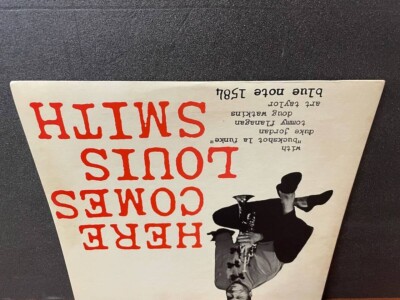 HERE
COMES
LOUIS
SMITH
with
"buckshot la funke"
duke jordan
tommy flanagan
doug watkins
art taylor
blue note 1584